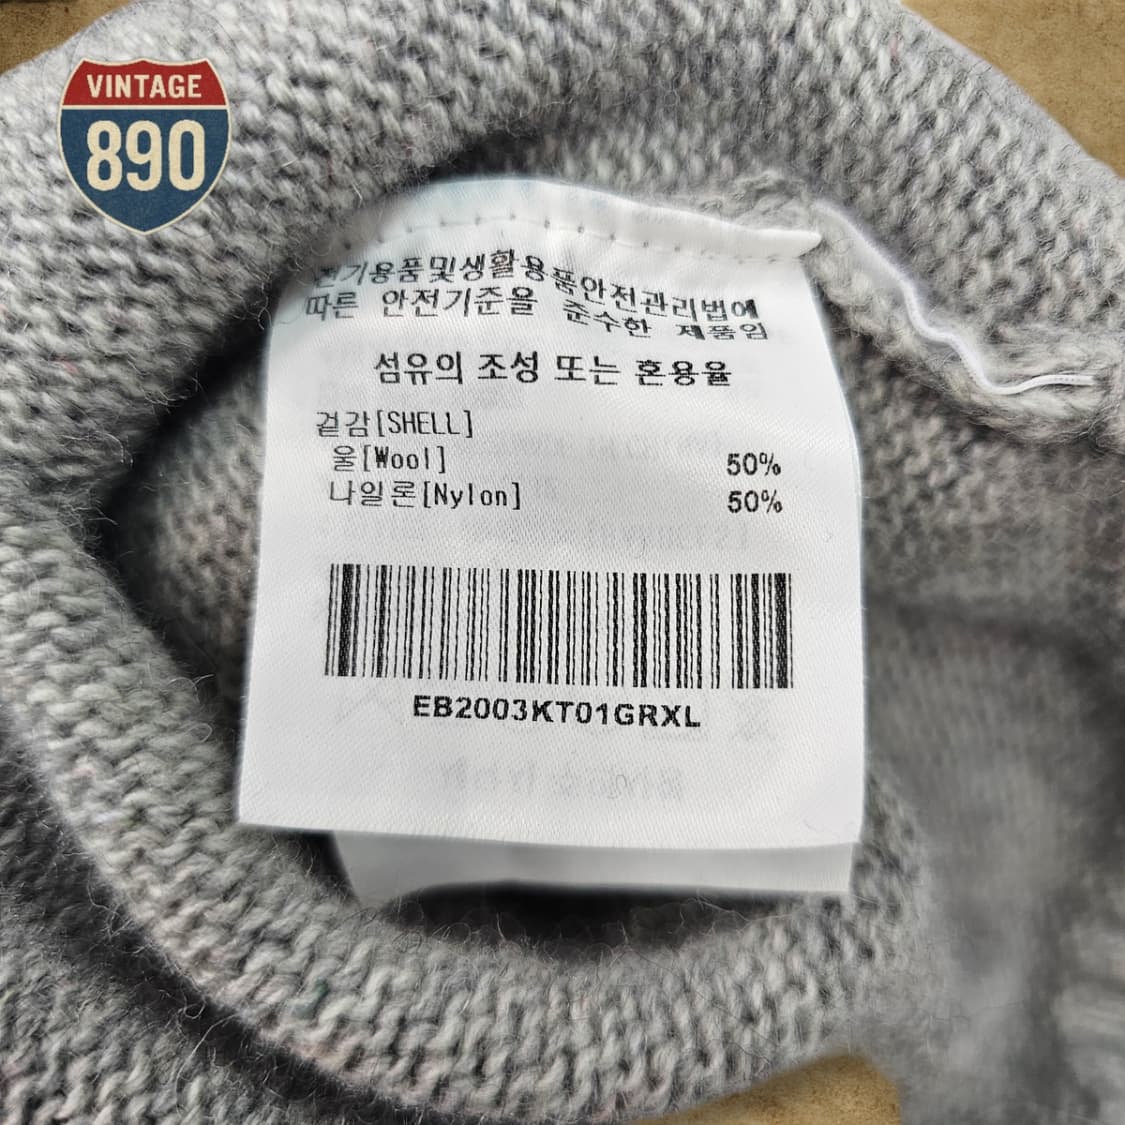 VINTAGE
890
전기용품및생활용품안전관리법에
따른 안전기준을 준수한 제품임
섬유의 조성 또는 혼용율
겉감[SHELL]
울[Wool] 50%
나일론[Nylon] 50%
EB2003KT01GRXL